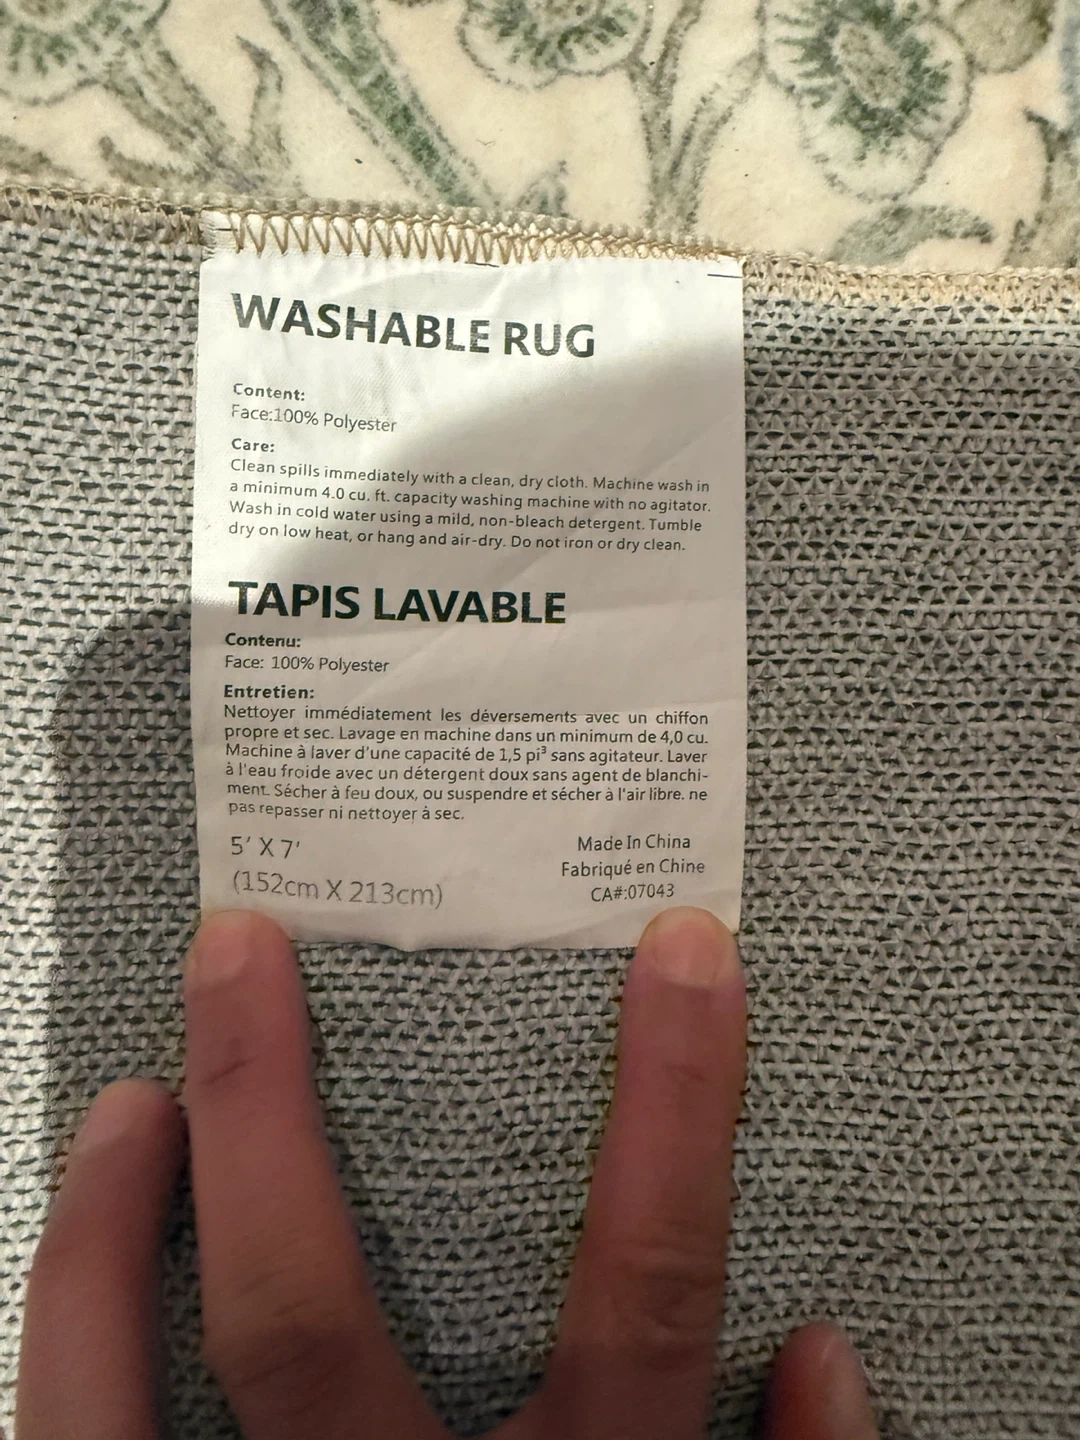 WASHABLE RUG
Content:
Face:100% Polyester
Care:
Clean spills immediately with a clean, dry cloth. Machine wash in
a minimum 4.0 cu. ft. capacity washing machine with no agitator.
Wash in cold water using a mild, non-bleach detergent. Tumble
dry on low heat, or hang and air-dry. Do not iron or dry clean.
TAPIS LAVABLE
Contenu:
Face: 100% Polyester
Entretien:
Nettoyer immédiatement les déversements avec un chiffon
propre et sec. Lavage en machine dans un minimum de 4,0 cu.
Machine à laver d'une capacité de 1,5 pi³ sans agitateur. Laver
à l'eau froide avec un détergent doux sans agent de blanchi-
ment. Sécher à feu doux, ou suspendre et sécher à l'air libre. ne
pas repasser ni nettoyer à sec.
5' X 7'
(152cm X 213cm)
Made In China
Fabriqué en Chine
CA#:07043